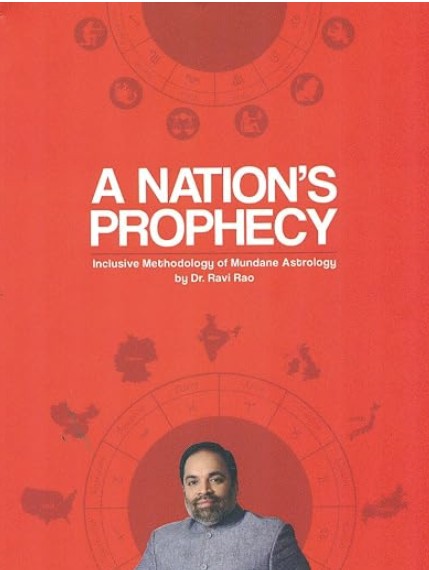 A NATION'S
PROPHECY
Inclusive Methodology of Mundane Astrology
by Dr. Ravi Rao